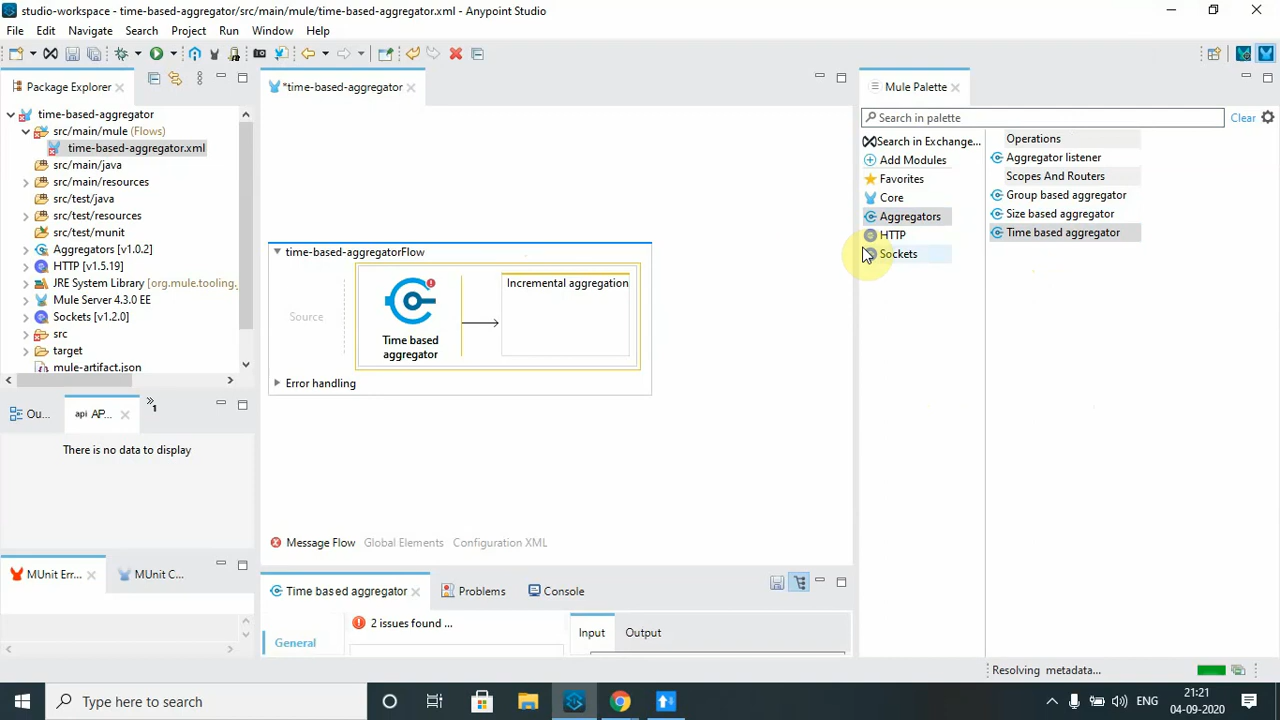 studio-workspace - time-based-aggregator/src/main/mule/time-based-aggregator.xml - Anypoint Studio
File Edit Navigate Search Project Run Window Help
Package Explorer
time-based-aggregator
src/main/mule (Flows)
time-based-aggregator.xml
src/main/java
src/main/resources
src/test/java
src/test/resources
src/test/munit
Aggregators [v1.0.2]
HTTP [v1.5.19]
JRE System Library [org.mule.tooling.
Mule Server 4.3.0 EE
Sockets [v1.2.0]
src
target
mule-artifact.json
Ou... api AP... 1
There is no data to display
MUnit Err... MUnit C...
*time-based-aggregator
time-based-aggregatorFlow
Source
Time based
aggregator
Incremental aggregation
Error handling
Message Flow Global Elements Configuration XML
Time based aggregator Problems Console
General
2 issues found ...
Input Output
Mule Palette
Search in palette Clear
Search in Exchange...
Add Modules
Favorites
Core
Aggregators
HTTP
Sockets
Operations
Aggregator listener
Scopes And Routers
Group based aggregator
Size based aggregator
Time based aggregator
Resolving metadata...
Type here to search
ENG
21:21
04-09-2020